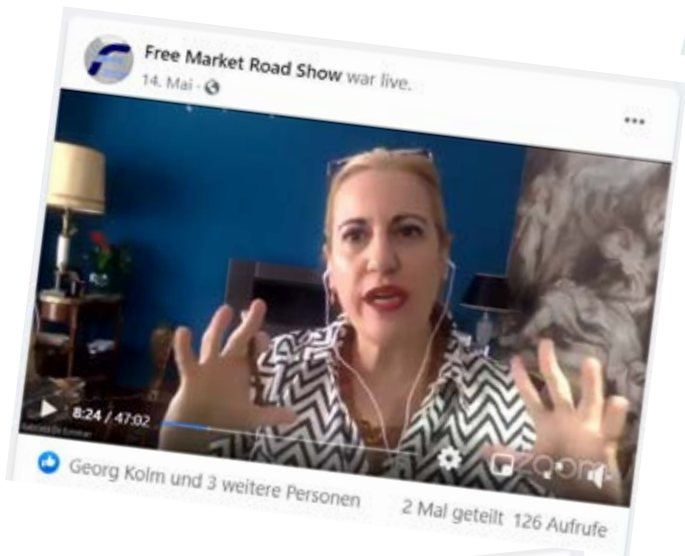 Free Market Road Show war live.
14. Mai ·
8:24 / 47:02
zoom
Georg Kolm und 3 weitere Personen
2 Mal geteilt 126 Aufrufe